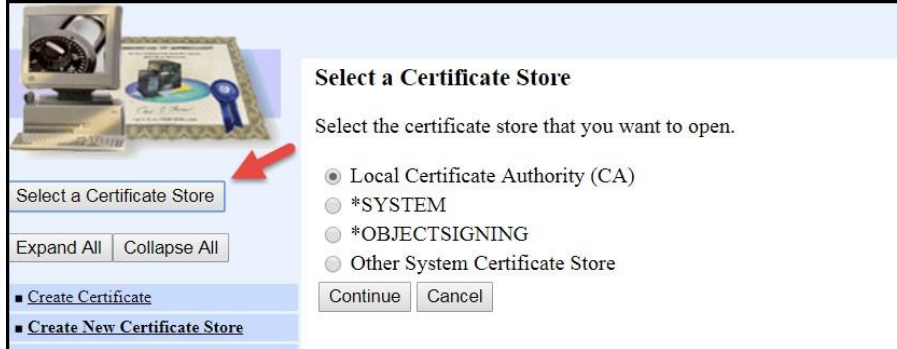 Select a Certificate Store
Expand All
Collapse All
Create Certificate
Create New Certificate Store
Select a Certificate Store
Select the certificate store that you want to open.
Local Certificate Authority (CA)
*SYSTEM
*OBJECTSIGNING
Other System Certificate Store
Continue
Cancel